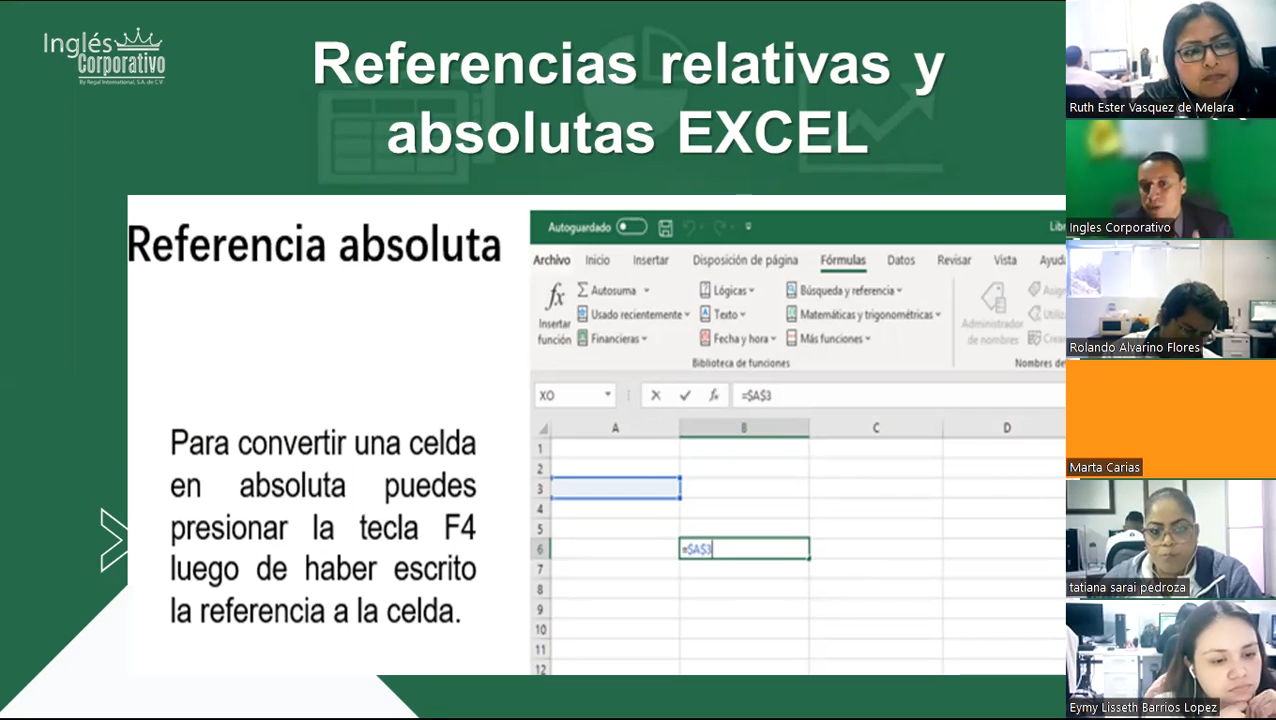 Inglés
Corporativo
By Regal International, S.A. de C.V.
Referencias relativas y
absolutas EXCEL
Referencia absoluta
Para convertir una celda
en absoluta puedes
presionar la tecla F4
luego de haber escrito
la referencia a la celda.
Autoguardado
Archivo Inicio Insertar Disposición de página Fórmulas Datos Revisar Vista
fx Insertar función
Autosuma
Usado recientemente
Financieras
Lógicas
Texto
Fecha y hora
Búsqueda y referencia
Matemáticas y trigonométricas
Más funciones
Administrador
de nombres
Biblioteca de funciones
XO fx =$A$3
A B C D
1
2
3
4
5
6 =$A$3
7
8
9
10
11
12
Ruth Ester Vasquez de Melara
Ingles Corporativo
Rolando Alvarino Flores
Marta Carias
tatiana sarai pedroza
Eymy Lisseth Barrios Lopez